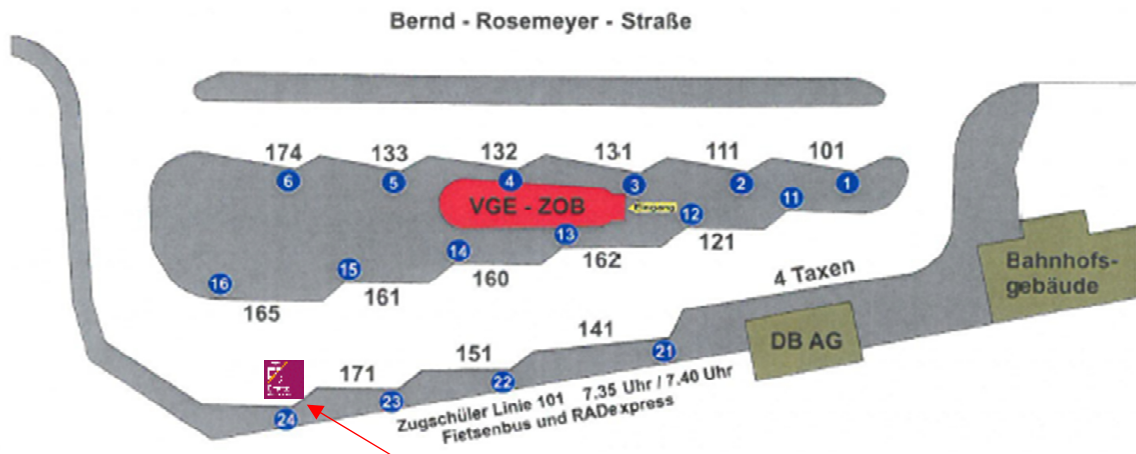 Bernd - Rosemeyer - Straße
174 133 132 131 111 101
6 5 4 3 2 1
VGE - ZOB
Eingang
11
12
13
14
15
16
121
162
160
161
165
4 Taxen
Bahnhofs-
gebäude
DB AG
141
151
171
21
22
23
24
Zugschüler Linie 101 7.35 Uhr / 7.40 Uhr
Fietsenbus und RADexpress